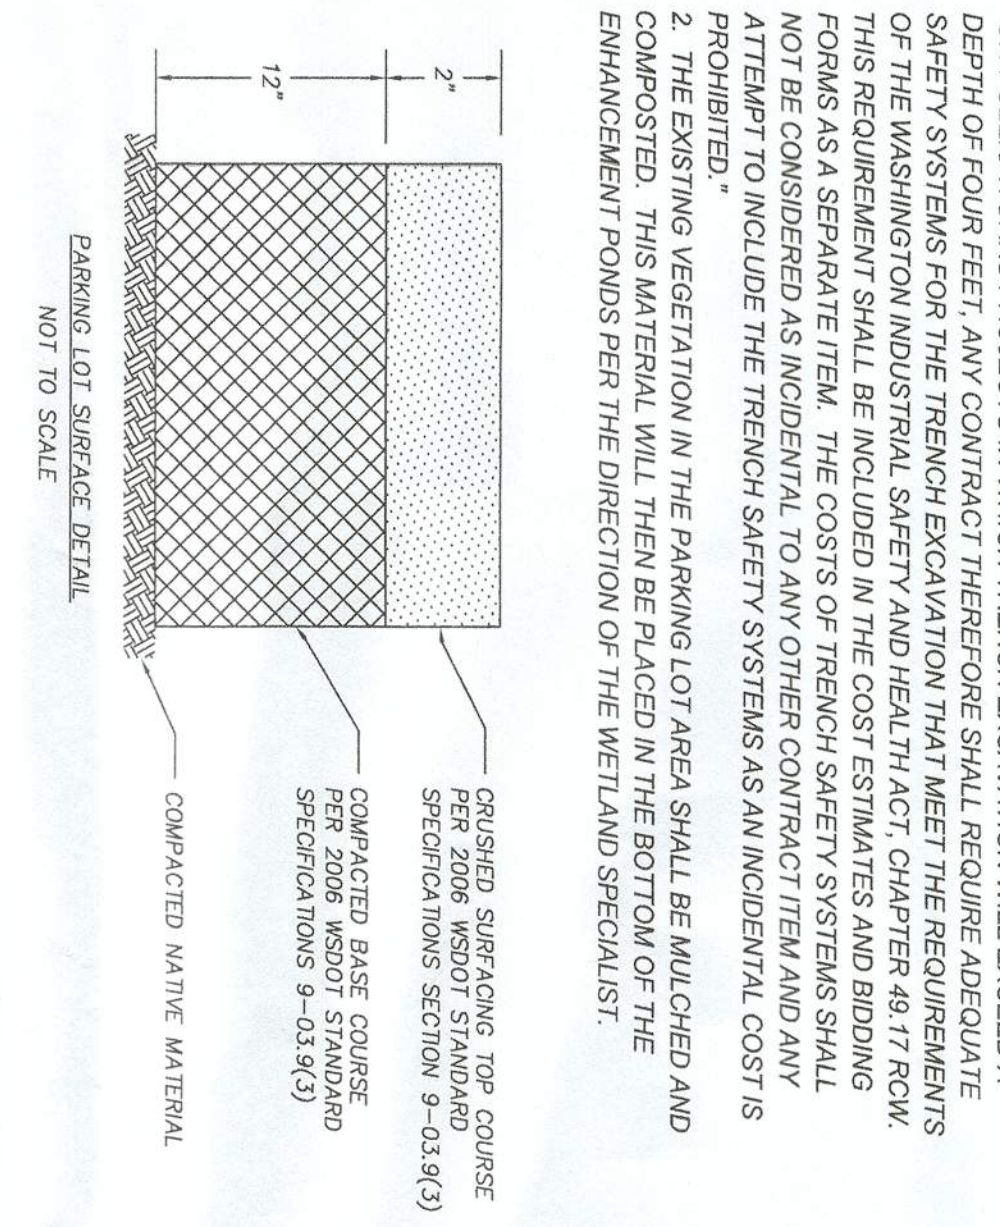 DEPTH OF FOUR FEET, ANY CONTRACT THEREFORE SHALL REQUIRE ADEQUATE
SAFETY SYSTEMS FOR THE TRENCH EXCAVATION THAT MEET THE REQUIREMENTS
OF THE WASHINGTON INDUSTRIAL SAFETY AND HEALTH ACT, CHAPTER 49.17 RCW.
THIS REQUIREMENT SHALL BE INCLUDED IN THE COST ESTIMATES AND BIDDING
FORMS AS A SEPARATE ITEM. THE COSTS OF TRENCH SAFETY SYSTEMS SHALL
NOT BE CONSIDERED AS INCIDENTAL TO ANY OTHER CONTRACT ITEM AND ANY
ATTEMPT TO INCLUDE THE TRENCH SAFETY SYSTEMS AS AN INCIDENTAL COST IS
PROHIBITED."
2. THE EXISTING VEGETATION IN THE PARKING LOT AREA SHALL BE MULCHED AND
COMPOSTED. THIS MATERIAL WILL THEN BE PLACED IN THE BOTTOM OF THE
ENHANCEMENT PONDS PER THE DIRECTION OF THE WETLAND SPECIALIST.
2"
12"
CRUSHED SURFACING TOP COURSE
PER 2006 WSDOT STANDARD
SPECIFICATIONS SECTION 9-03.9(3)
COMPACTED BASE COURSE
PER 2006 WSDOT STANDARD
SPECIFICATIONS 9-03.9(3)
COMPACTED NATIVE MATERIAL
PARKING LOT SURFACE DETAIL
NOT TO SCALE